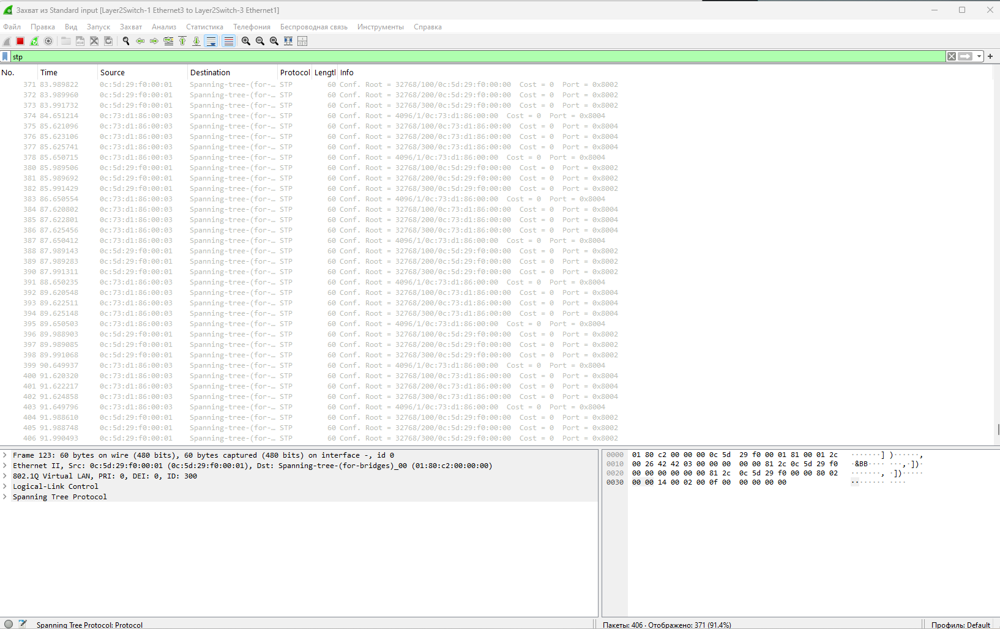 Захват из Standard input [Layer2Switch-1 Ethernet3 to Layer2Switch-3 Ethernet1]
Файл Правка Вид Запуск Захват Анализ Статистика Телефония Беспроводная связь Инструменты Справка
stp
No. Time Source Destination Protocol Lengtl Info
371 83.989822 0c:5d:29:f0:00:01 Spanning-tree-(for-… STP 60 Conf. Root = 32768/100/0c:5d:29:f0:00:00 Cost = 0 Port = 0x8002
372 83.989960 0c:5d:29:f0:00:01 Spanning-tree-(for-… STP 60 Conf. Root = 32768/200/0c:5d:29:f0:00:00 Cost = 0 Port = 0x8002
373 83.991732 0c:5d:29:f0:00:01 Spanning-tree-(for-… STP 60 Conf. Root = 32768/300/0c:5d:29:f0:00:00 Cost = 0 Port = 0x8002
374 84.651214 0c:73:d1:86:00:03 Spanning-tree-(for-… STP 60 Conf. Root = 4096/1/0c:73:d1:86:00:00 Cost = 0 Port = 0x8004
375 85.621096 0c:73:d1:86:00:03 Spanning-tree-(for-… STP 60 Conf. Root = 32768/100/0c:73:d1:86:00:00 Cost = 0 Port = 0x8004
376 85.623106 0c:73:d1:86:00:03 Spanning-tree-(for-… STP 60 Conf. Root = 32768/200/0c:73:d1:86:00:00 Cost = 0 Port = 0x8004
377 85.625741 0c:73:d1:86:00:03 Spanning-tree-(for-… STP 60 Conf. Root = 32768/300/0c:73:d1:86:00:00 Cost = 0 Port = 0x8004
378 85.650715 0c:73:d1:86:00:03 Spanning-tree-(for-… STP 60 Conf. Root = 4096/1/0c:73:d1:86:00:00 Cost = 0 Port = 0x8004
380 85.989506 0c:5d:29:f0:00:01 Spanning-tree-(for-… STP 60 Conf. Root = 32768/100/0c:5d:29:f0:00:00 Cost = 0 Port = 0x8002
381 85.989692 0c:5d:29:f0:00:01 Spanning-tree-(for-… STP 60 Conf. Root = 32768/200/0c:5d:29:f0:00:00 Cost = 0 Port = 0x8002
382 85.991429 0c:5d:29:f0:00:01 Spanning-tree-(for-… STP 60 Conf. Root = 32768/300/0c:5d:29:f0:00:00 Cost = 0 Port = 0x8002
383 86.650554 0c:73:d1:86:00:03 Spanning-tree-(for-… STP 60 Conf. Root = 4096/1/0c:73:d1:86:00:00 Cost = 0 Port = 0x8004
384 87.620802 0c:73:d1:86:00:03 Spanning-tree-(for-… STP 60 Conf. Root = 32768/100/0c:73:d1:86:00:00 Cost = 0 Port = 0x8004
385 87.622801 0c:73:d1:86:00:03 Spanning-tree-(for-… STP 60 Conf. Root = 32768/200/0c:73:d1:86:00:00 Cost = 0 Port = 0x8004
386 87.625456 0c:73:d1:86:00:03 Spanning-tree-(for-… STP 60 Conf. Root = 32768/300/0c:73:d1:86:00:00 Cost = 0 Port = 0x8004
387 87.650412 0c:73:d1:86:00:03 Spanning-tree-(for-… STP 60 Conf. Root = 4096/1/0c:73:d1:86:00:00 Cost = 0 Port = 0x8004
388 87.989143 0c:5d:29:f0:00:01 Spanning-tree-(for-… STP 60 Conf. Root = 32768/100/0c:5d:29:f0:00:00 Cost = 0 Port = 0x8002
389 87.989283 0c:5d:29:f0:00:01 Spanning-tree-(for-… STP 60 Conf. Root = 32768/200/0c:5d:29:f0:00:00 Cost = 0 Port = 0x8002
390 87.991311 0c:5d:29:f0:00:01 Spanning-tree-(for-… STP 60 Conf. Root = 32768/300/0c:5d:29:f0:00:00 Cost = 0 Port = 0x8002
391 88.650235 0c:73:d1:86:00:03 Spanning-tree-(for-… STP 60 Conf. Root = 4096/1/0c:73:d1:86:00:00 Cost = 0 Port = 0x8004
392 89.620548 0c:73:d1:86:00:03 Spanning-tree-(for-… STP 60 Conf. Root = 32768/100/0c:73:d1:86:00:00 Cost = 0 Port = 0x8004
393 89.622511 0c:73:d1:86:00:03 Spanning-tree-(for-… STP 60 Conf. Root = 32768/200/0c:73:d1:86:00:00 Cost = 0 Port = 0x8004
394 89.625148 0c:73:d1:86:00:03 Spanning-tree-(for-… STP 60 Conf. Root = 32768/300/0c:73:d1:86:00:00 Cost = 0 Port = 0x8004
395 89.650503 0c:73:d1:86:00:03 Spanning-tree-(for-… STP 60 Conf. Root = 4096/1/0c:73:d1:86:00:00 Cost = 0 Port = 0x8004
396 89.988903 0c:5d:29:f0:00:01 Spanning-tree-(for-… STP 60 Conf. Root = 32768/100/0c:5d:29:f0:00:00 Cost = 0 Port = 0x8002
397 89.989085 0c:5d:29:f0:00:01 Spanning-tree-(for-… STP 60 Conf. Root = 32768/200/0c:5d:29:f0:00:00 Cost = 0 Port = 0x8002
398 89.991068 0c:5d:29:f0:00:01 Spanning-tree-(for-… STP 60 Conf. Root = 32768/300/0c:5d:29:f0:00:00 Cost = 0 Port = 0x8002
399 90.649937 0c:73:d1:86:00:03 Spanning-tree-(for-… STP 60 Conf. Root = 4096/1/0c:73:d1:86:00:00 Cost = 0 Port = 0x8004
400 91.620320 0c:73:d1:86:00:03 Spanning-tree-(for-… STP 60 Conf. Root = 32768/100/0c:73:d1:86:00:00 Cost = 0 Port = 0x8004
401 91.622217 0c:73:d1:86:00:03 Spanning-tree-(for-… STP 60 Conf. Root = 32768/200/0c:73:d1:86:00:00 Cost = 0 Port = 0x8004
402 91.624858 0c:73:d1:86:00:03 Spanning-tree-(for-… STP 60 Conf. Root = 32768/300/0c:73:d1:86:00:00 Cost = 0 Port = 0x8004
403 91.649796 0c:73:d1:86:00:03 Spanning-tree-(for-… STP 60 Conf. Root = 4096/1/0c:73:d1:86:00:00 Cost = 0 Port = 0x8004
404 91.988610 0c:5d:29:f0:00:01 Spanning-tree-(for-… STP 60 Conf. Root = 32768/100/0c:5d:29:f0:00:00 Cost = 0 Port = 0x8002
405 91.988748 0c:5d:29:f0:00:01 Spanning-tree-(for-… STP 60 Conf. Root = 32768/200/0c:5d:29:f0:00:00 Cost = 0 Port = 0x8002
406 91.990493 0c:5d:29:f0:00:01 Spanning-tree-(for-… STP 60 Conf. Root = 32768/300/0c:5d:29:f0:00:00 Cost = 0 Port = 0x8002
Frame 123: 60 bytes on wire (480 bits), 60 bytes captured (480 bits) on interface -, id 0
Ethernet II, Src: 0c:5d:29:f0:00:01 (0c:5d:29:f0:00:01), Dst: Spanning-tree-(for-bridges)_00 (01:80:c2:00:00:00)
802.1Q Virtual LAN, PRI: 0, DEI: 0, ID: 300
Logical-Link Control
Spanning Tree Protocol
0000 01 80 c2 00 00 00 0c 5d 29 f0 00 01 81 00 01 2c ·······] )······,
0010 00 26 42 42 03 00 00 00 00 00 81 2c 0c 5d 29 f0 ·&BB···· ···,·])·
0020 00 00 00 00 00 00 81 2c 0c 5d 29 f0 00 00 80 02 ·······, ·])·····
0030 00 00 14 00 02 00 0f 00 00 00 00 00 ········ ····
Spanning Tree Protocol: Protocol
Пакеты: 406 · Отображено: 371 (91.4%)
Профиль: Default